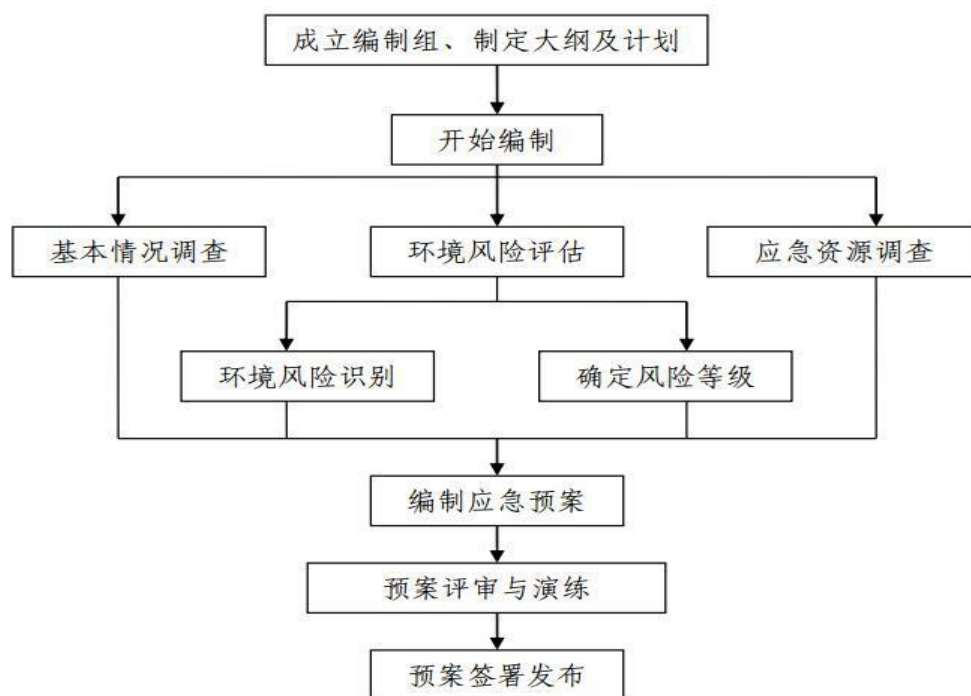 成立编制组、制定大纲及计划
开始编制
基本情况调查
环境风险评估
应急资源调查
环境风险识别
确定风险等级
编制应急预案
预案评审与演练
预案签署发布